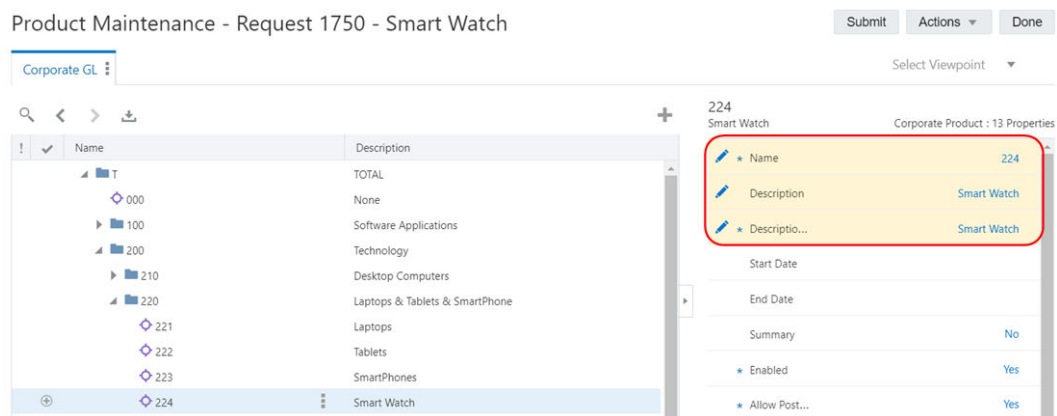 Product Maintenance - Request 1750 - Smart Watch
Submit Actions Done
Corporate GL
Select Viewpoint
! Name Description
T TOTAL
000 None
100 Software Applications
200 Technology
210 Desktop Computers
220 Laptops & Tablets & SmartPhone
221 Laptops
222 Tablets
223 SmartPhones
224 Smart Watch
224
Smart Watch Corporate Product : 13 Properties
* Name 224
Description Smart Watch
* Descriptio... Smart Watch
Start Date
End Date
Summary No
* Enabled Yes
* Allow Post... Yes